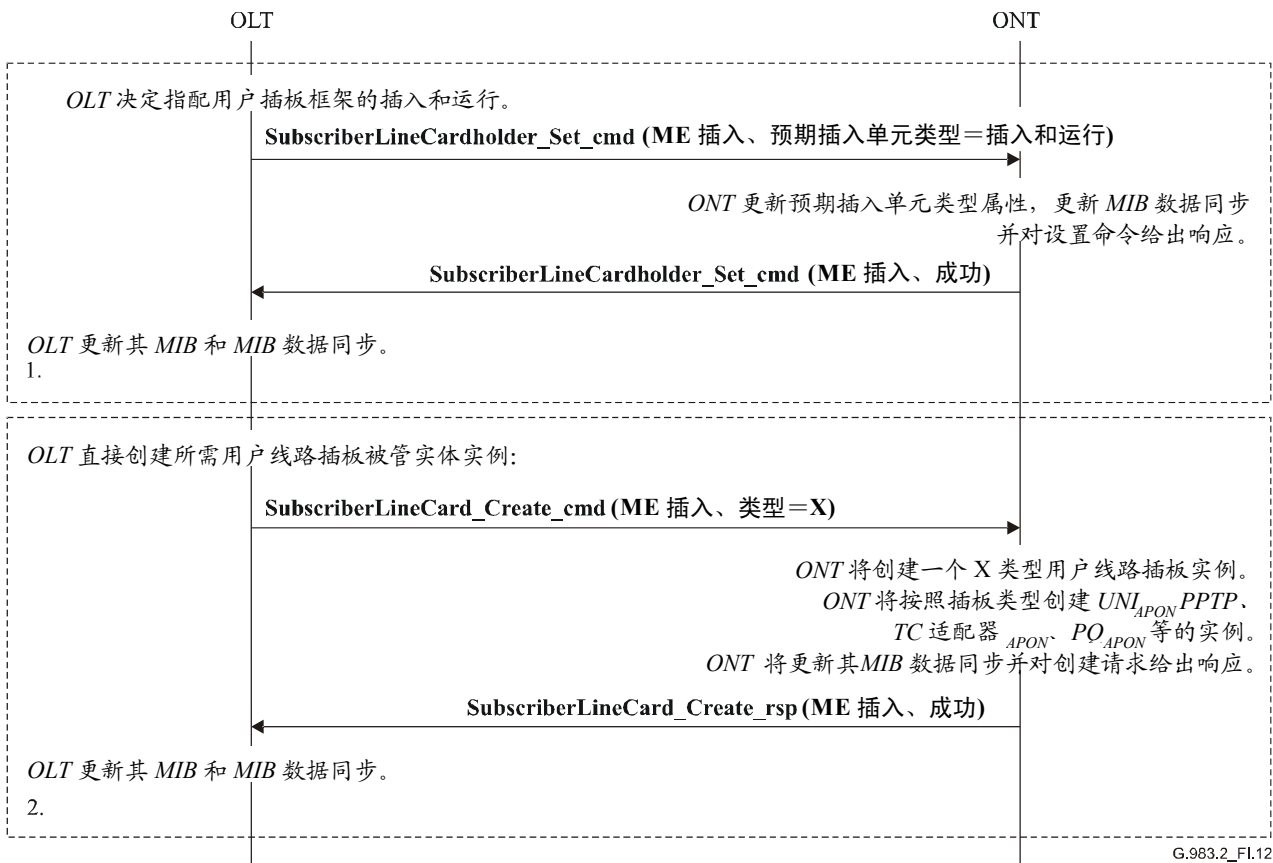 OLT ONT
OLT 决定指配用户插板框架的插入和运行。
SubscriberLineCardholder_Set_cmd (ME 插入、预期插入单元类型＝插入和运行)
ONT 更新预期插入单元类型属性，更新 MIB 数据同步
并对设置命令给出响应。
SubscriberLineCardholder_Set_cmd (ME 插入、成功)
OLT 更新其 MIB 和 MIB 数据同步。
1.
OLT 直接创建所需用户线路插板被管实体实例：
SubscriberLineCard_Create_cmd (ME 插入、类型＝X)
ONT 将创建一个 X 类型用户线路插板实例。
ONT 将按照插板类型创建 UNI_APON PPTP、
TC 适配器 _APON、PQ_APON 等的实例。
ONT 将更新其MIB 数据同步并对创建请求给出响应。
SubscriberLineCard_Create_rsp (ME 插入、成功)
OLT 更新其 MIB 和 MIB 数据同步。
2.
G.983.2_FI.12